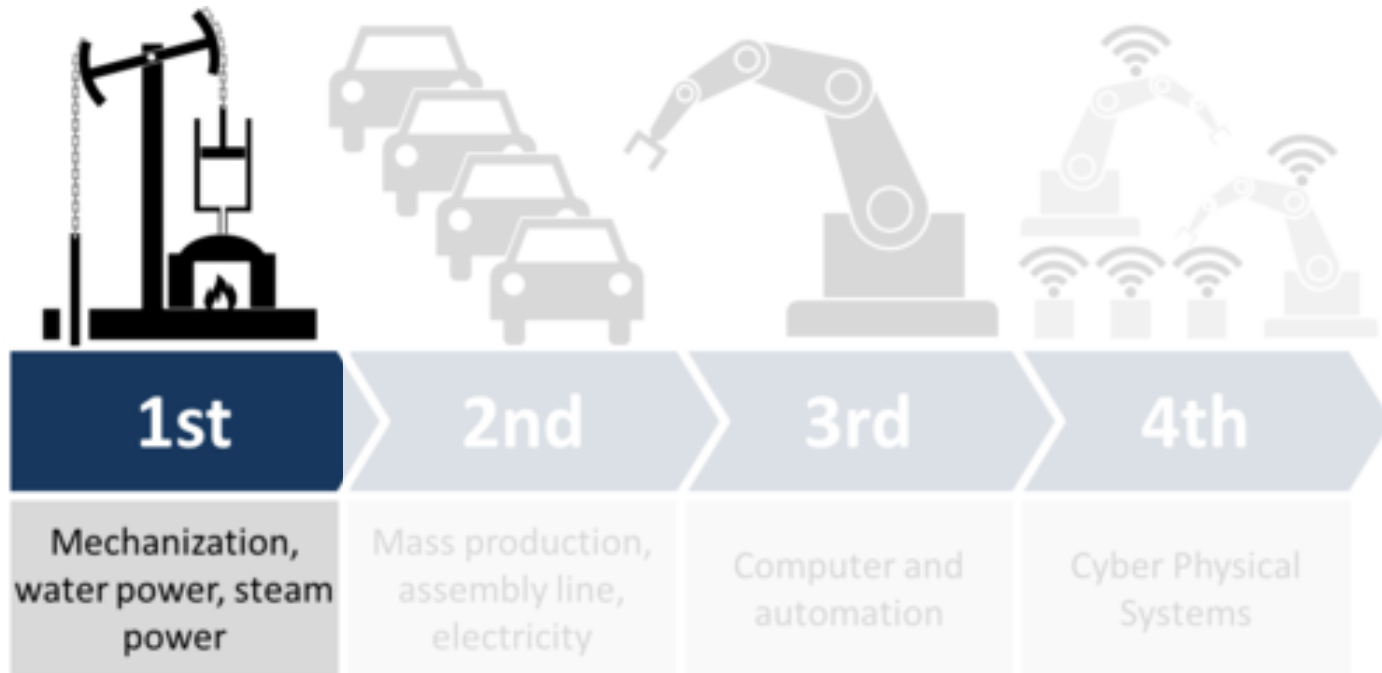 1st
2nd
3rd
4th
Mechanization,
water power, steam
power
Mass production,
assembly line,
electricity
Computer and
automation
Cyber Physical
Systems